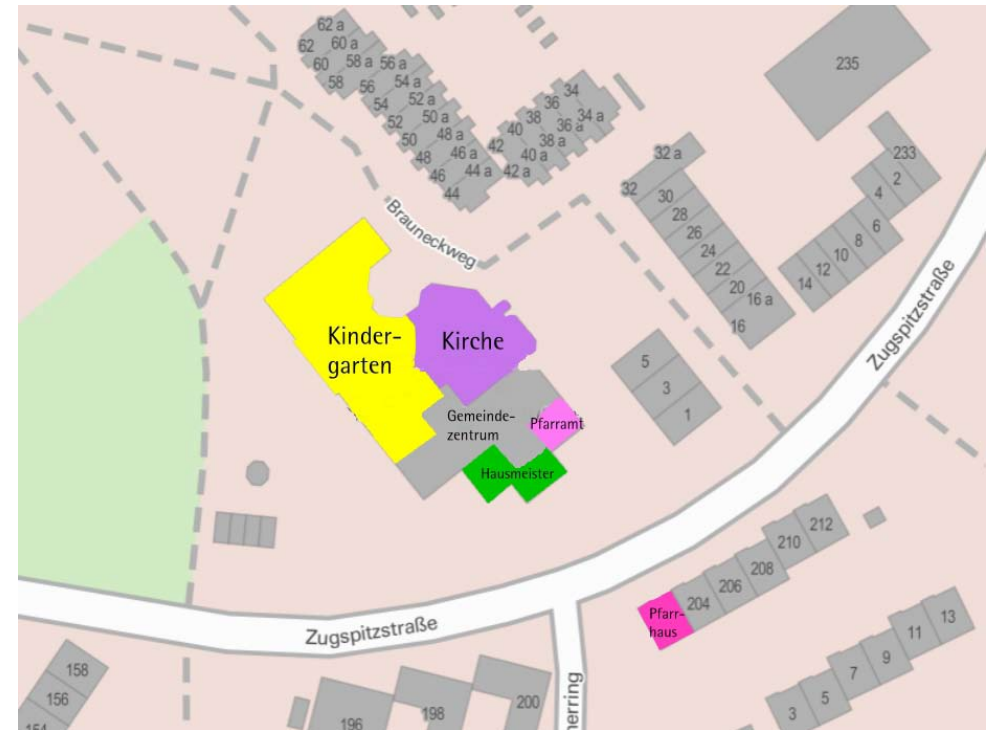 62 a
62
60 a
60
58 a
58
56 a
56
54 a
54
52 a
52
50 a
50
48 a
48
46 a
46
44 a
44
34
36
34 a
38
36 a
40
38 a
42
40 a
42 a
235
233
2
4
6
8
10
12
14
32 a
32
30
28
26
24
22
20
16 a
16
Brauneckweg
Kinder-
garten
Kirche
Gemeinde-
zentrum
Pfarramt
Hausmeister
5
3
1
Zugspitzstraße
212
210
208
206
204
Pfarr-
haus
Zugspitzstraße
13
11
9
7
5
3
158
156
154
196
198
200
herring